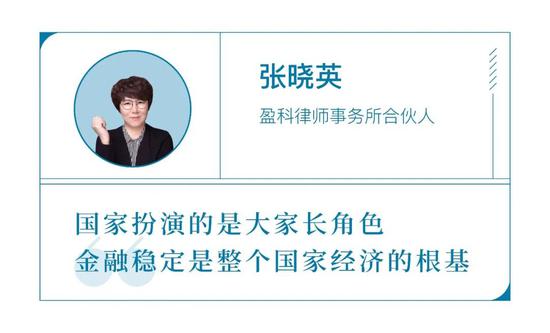 张晓英
盈科律师事务所合伙人
国家扮演的是大家长角色
金融稳定是整个国家经济的根基